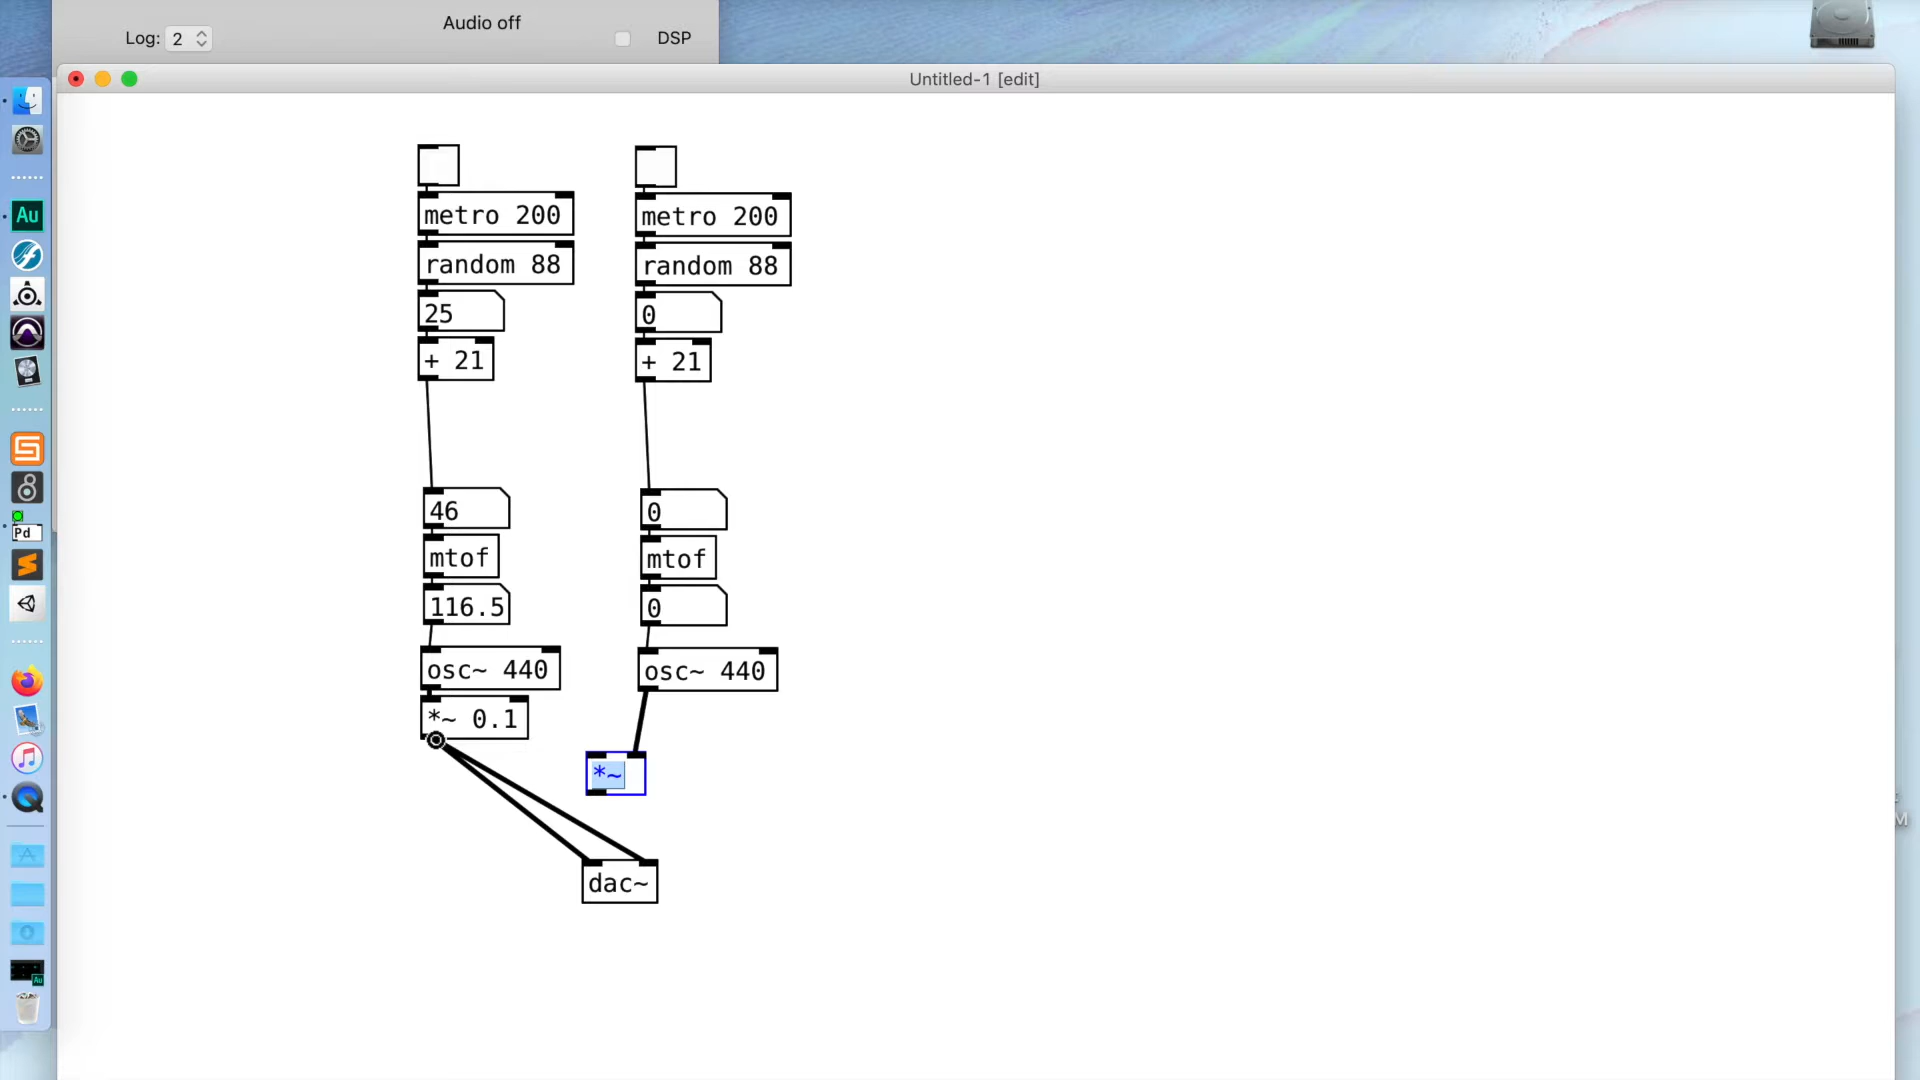 Audio off
Log: 2
DSP
Untitled-1 [edit]
metro 200
random 88
25
+ 21
46
mtof
116.5
osc~ 440
*~ 0.1
metro 200
random 88
0
+ 21
0
mtof
0
osc~ 440
*~
dac~
Au
Pd
Au
M